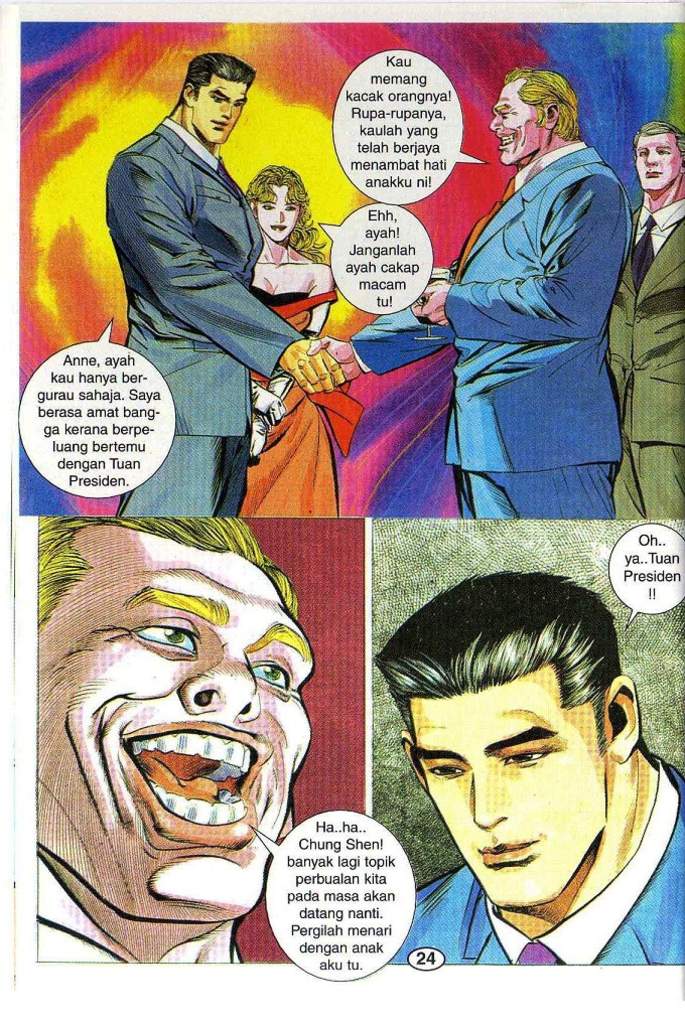 Kau
memang
kacak orangnya!
Rupa-rupanya,
kaulah yang
telah berjaya
menambat hati
anakku ni!
Ehh,
ayah!
Janganlah
ayah cakap
macam
tu!
Anne, ayah
kau hanya ber-
gurau sahaja. Saya
berasa amat bang-
ga kerana berpe-
luang bertemu
dengan Tuan
Presiden.
Ha..ha..
Chung Shen!
banyak lagi topik
perbualan kita
pada masa akan
datang nanti.
Pergilah menari
dengan anak
aku tu.
Oh..
ya..Tuan
Presiden
!!
24